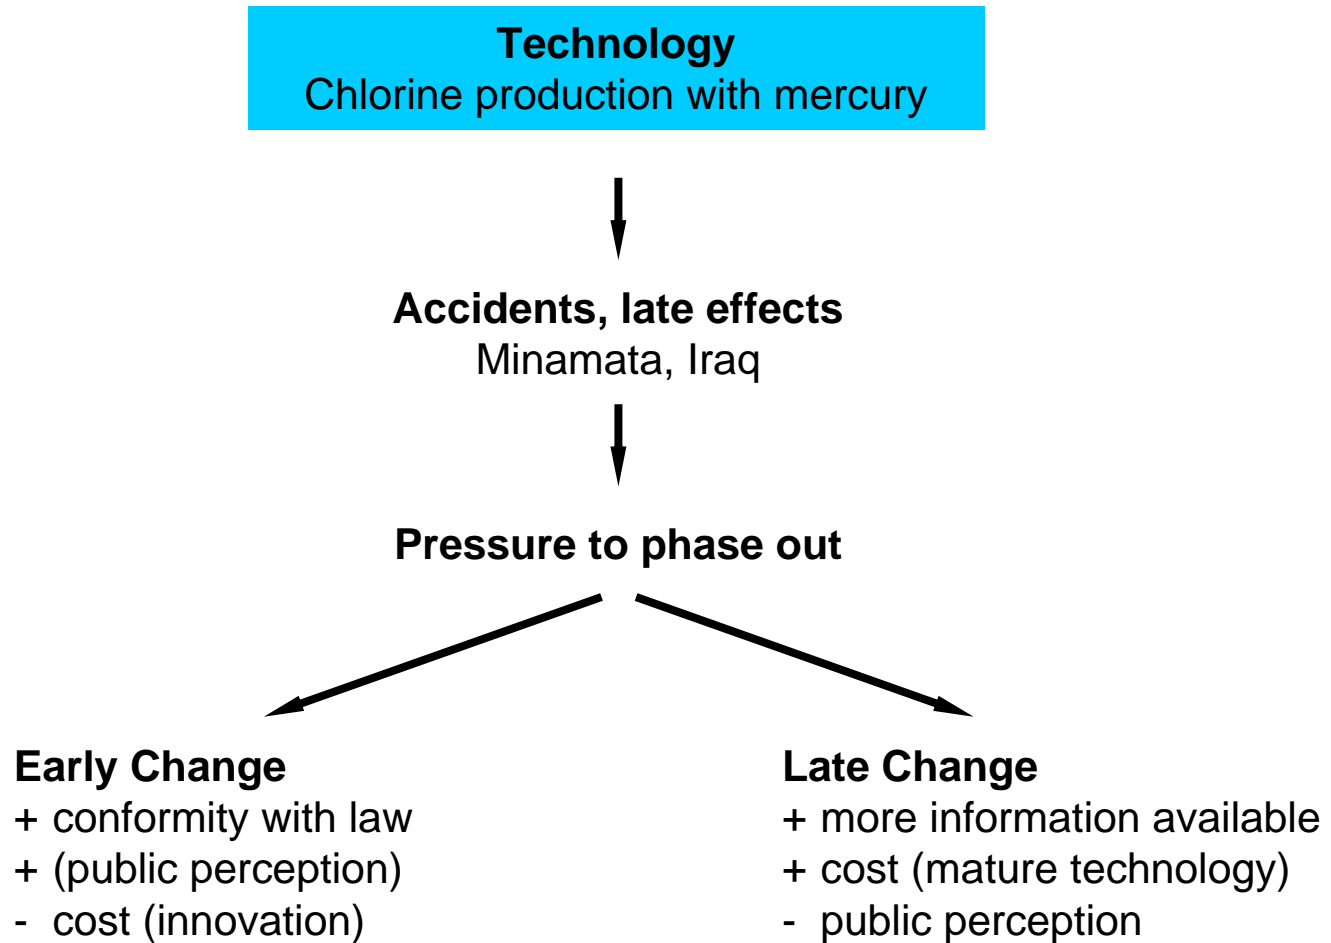 Technology
Chlorine production with mercury
Accidents, late effects
Minamata, Iraq
Pressure to phase out
Early Change
+ conformity with law
+ (public perception)
- cost (innovation)
Late Change
+ more information available
+ cost (mature technology)
- public perception